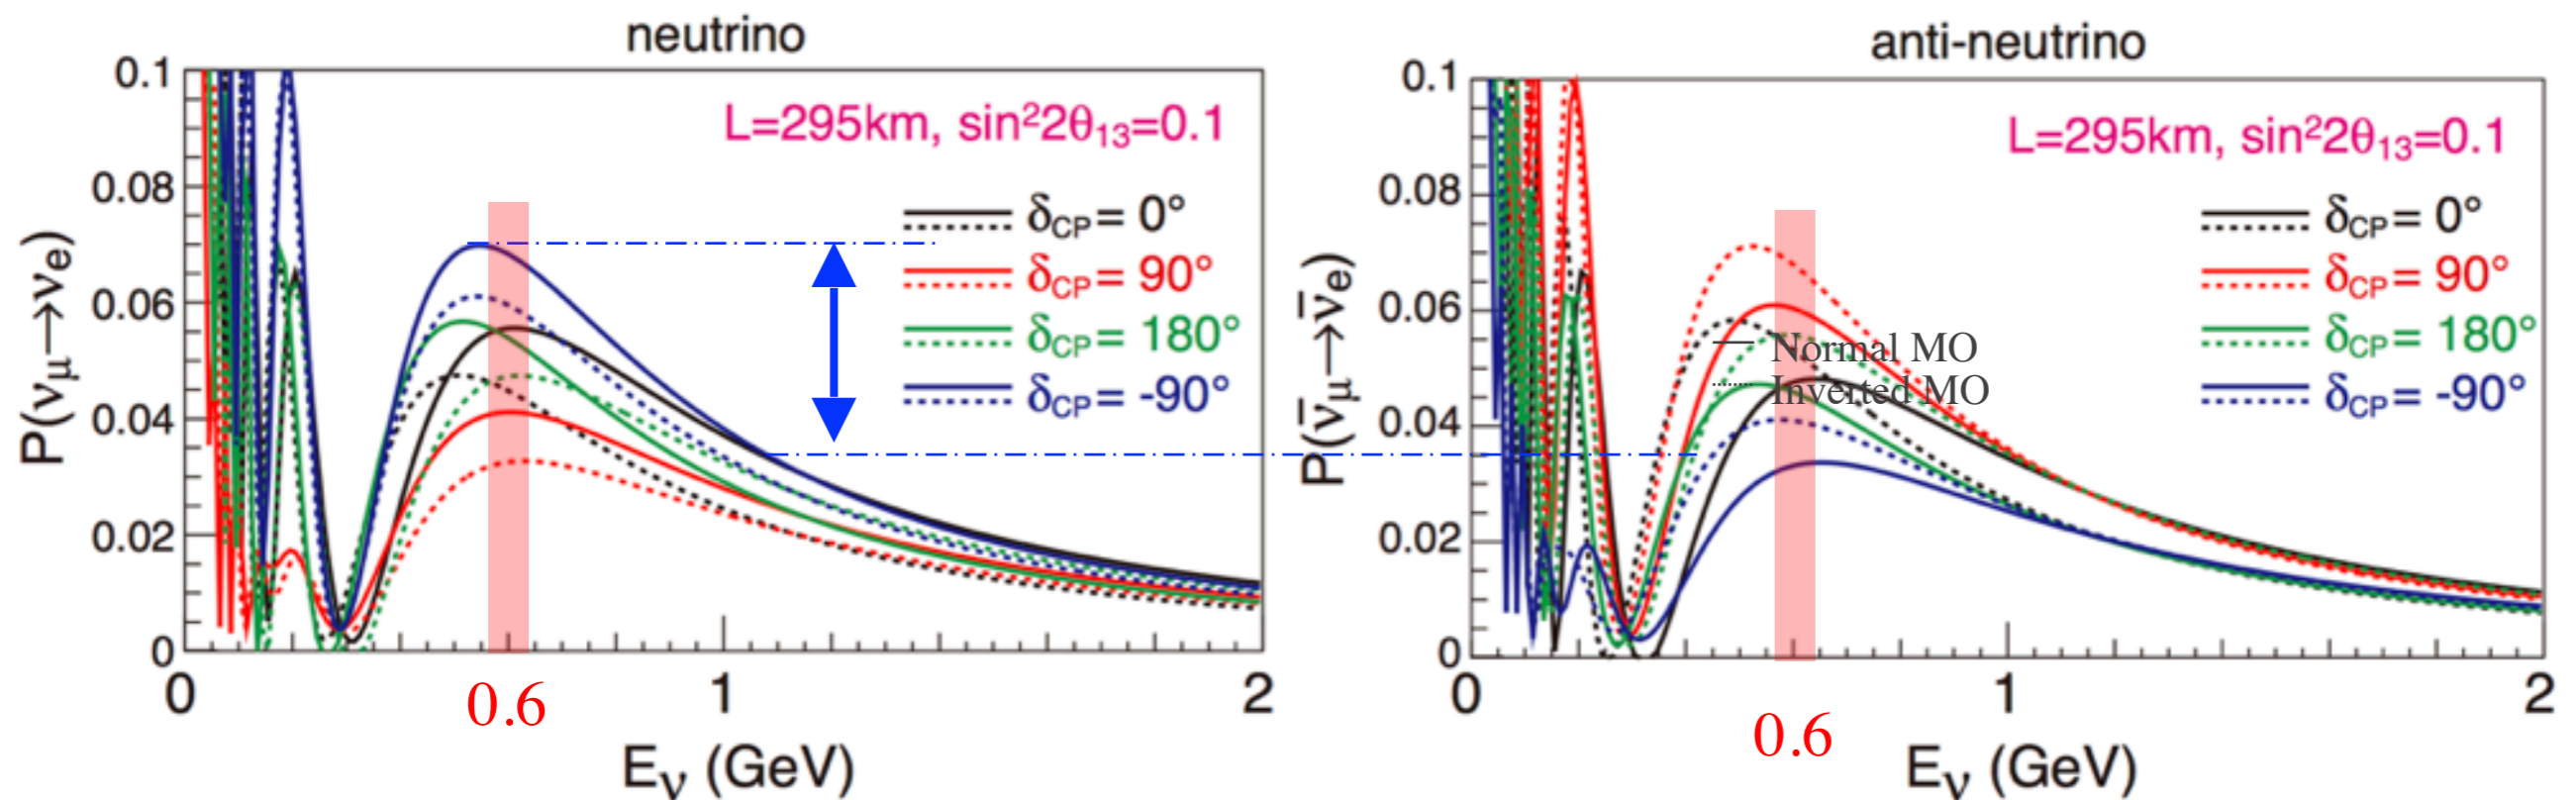 neutrino
L=295km, sin²2θ₁₃=0.1
δCP = 0°
δCP = 90°
δCP = 180°
δCP = -90°
P(νμ→νe)
0.1
0.08
0.06
0.04
0.02
0
0 1 2
0.6
Eν (GeV)
anti-neutrino
L=295km, sin²2θ₁₃=0.1
δCP = 0°
δCP = 90°
δCP = 180°
δCP = -90°
Normal MO
Inverted MO
P(ν̄μ→ν̄e)
0.1
0.08
0.06
0.04
0.02
0
0 1 2
0.6
Eν (GeV)